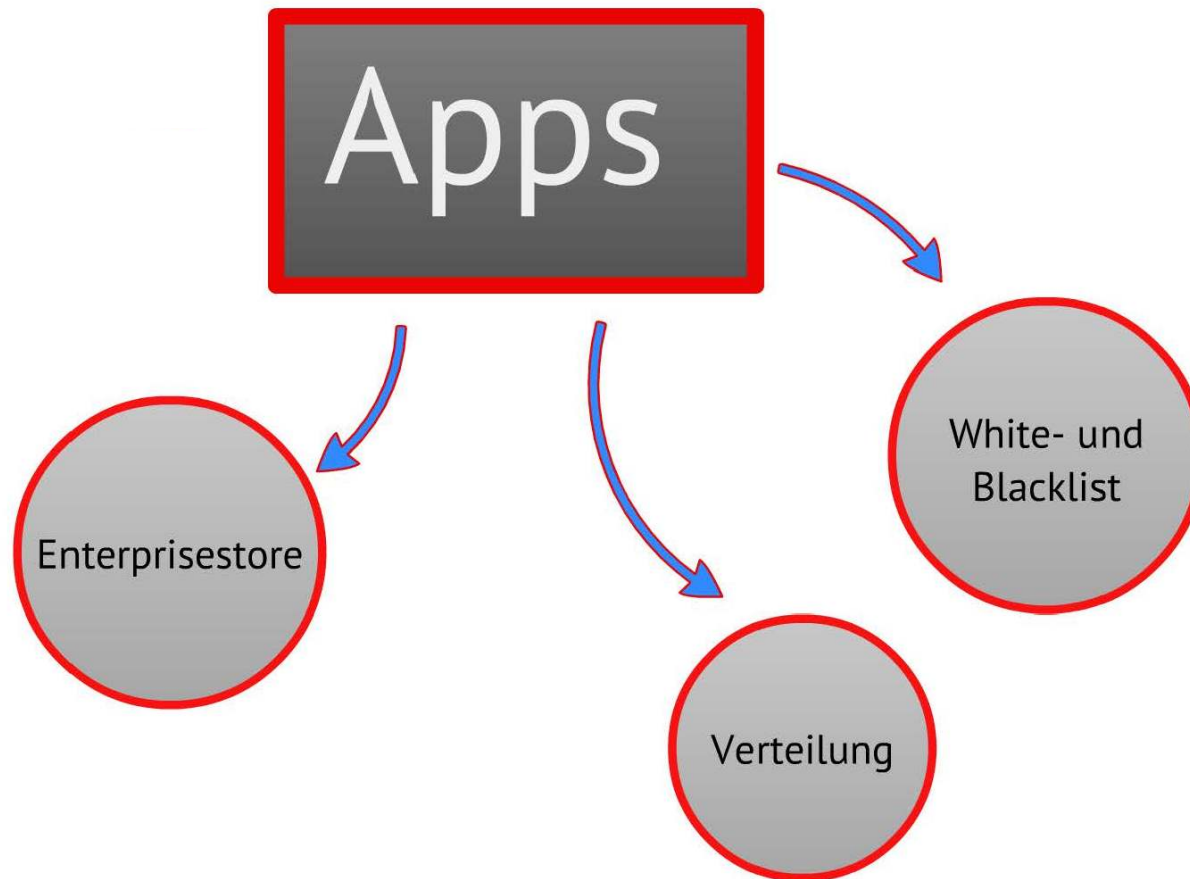 Apps
Enterprisestore
White- und
Blacklist
Verteilung